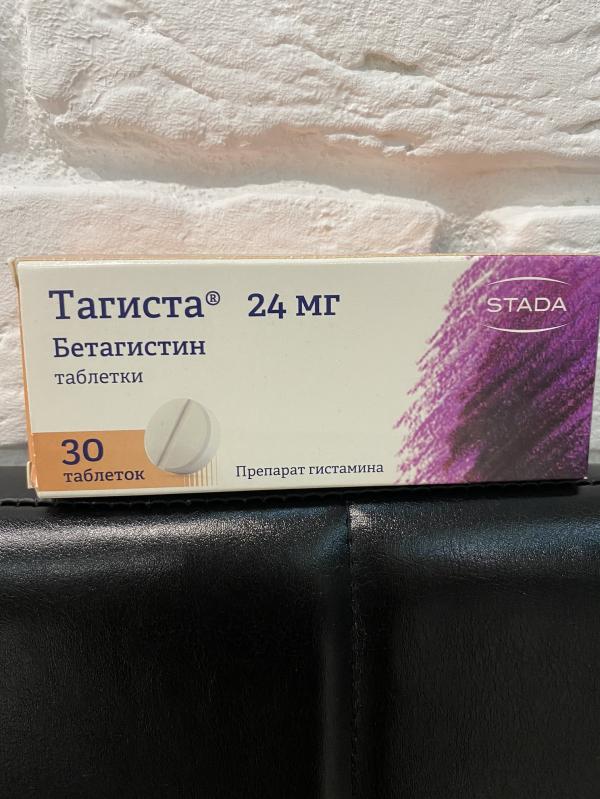 Тагиста® 24 мг
STADA
Бетагистин
таблетки
30
таблеток
Препарат гистамина